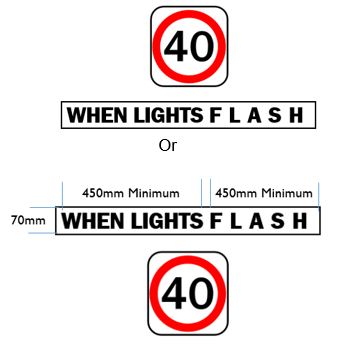 40
WHEN LIGHTS F L A S H
Or
450mm Minimum 450mm Minimum
70mm
WHEN LIGHTS F L A S H
40